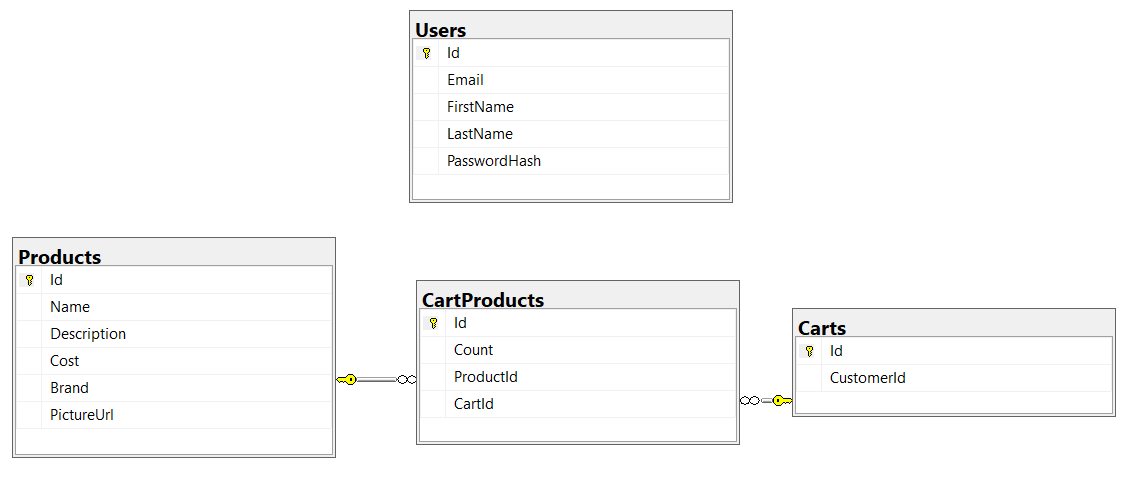 Users
Id
Email
FirstName
LastName
PasswordHash
Products
Id
Name
Description
Cost
Brand
PictureUrl
CartProducts
Id
Count
ProductId
CartId
Carts
Id
CustomerId